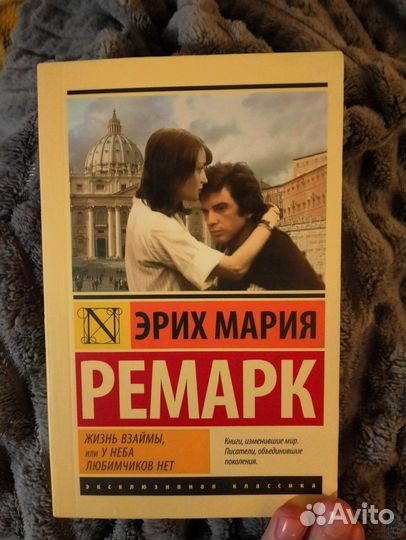 N
ЭРИХ МАРИЯ
РЕМАРК
ЖИЗНЬ ВЗАЙМЫ,
или У НЕБА
ЛЮБИМЧИКОВ НЕТ
Книги, изменившие мир.
Писатели, объединившие
поколения.
эксклюзивная классика
Avito